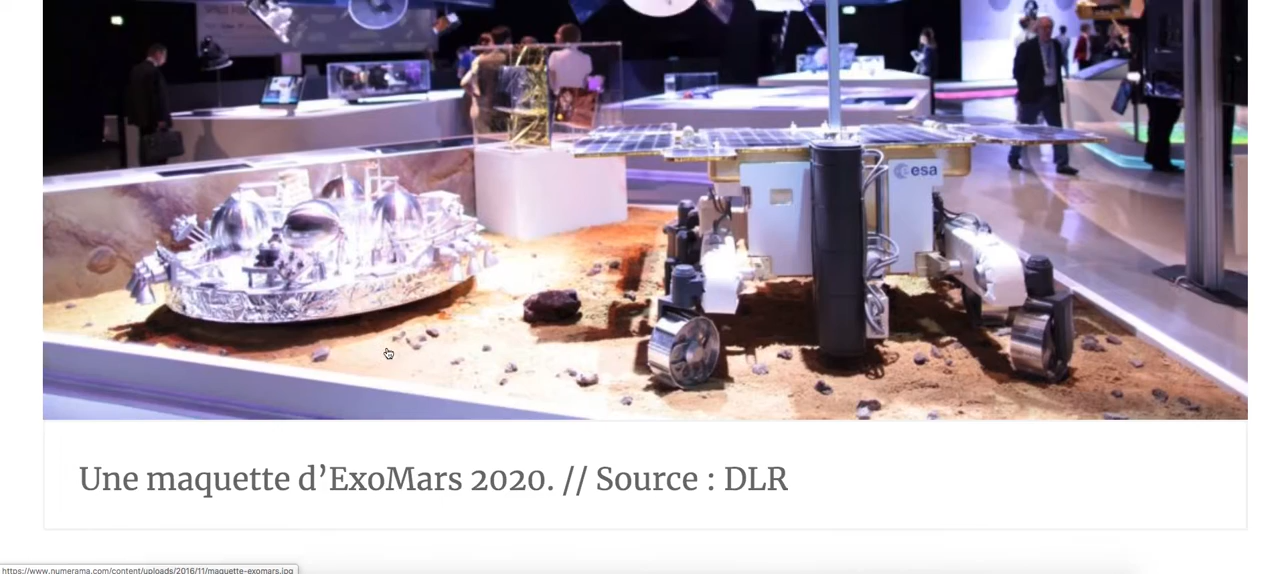 esa
Une maquette d’ExoMars 2020. // Source : DLR
https://www.numerama.com/content/uploads/2016/11/maquette-exomars.jpg